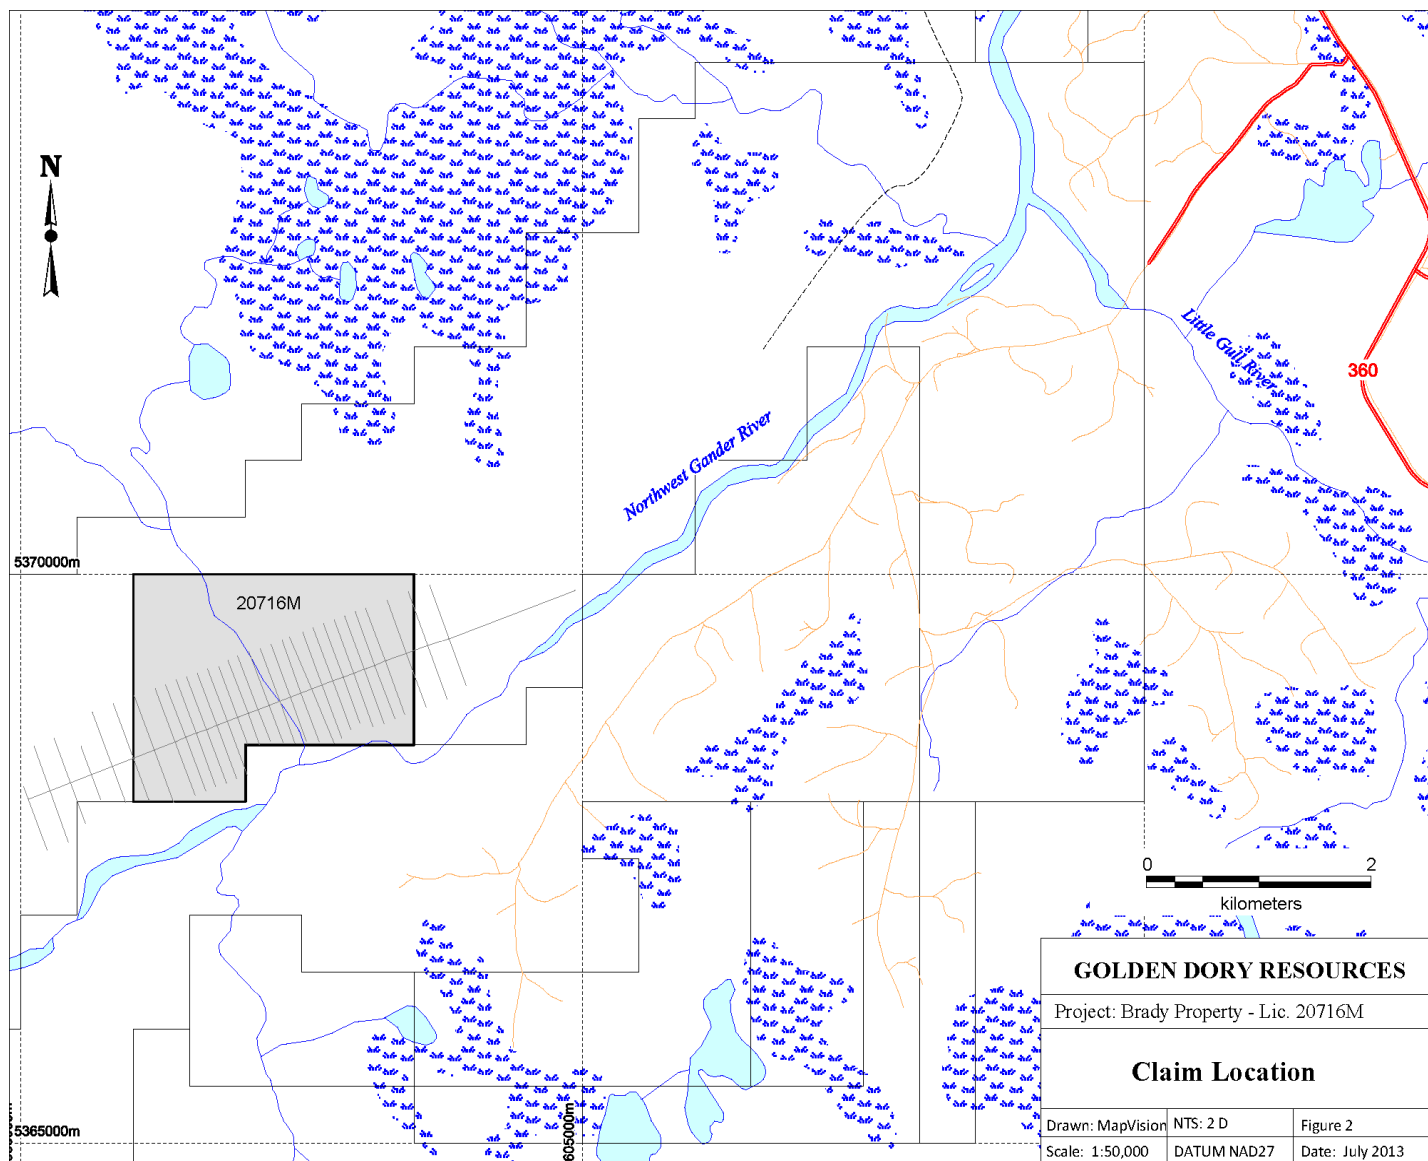 N
Little Gull River
360
Northwest Gander River
5370000m
20716M
0 2
kilometers
GOLDEN DORY RESOURCES
Project: Brady Property - Lic. 20716M
Claim Location
5365000m
605000m
Drawn: MapVision NTS: 2 D Figure 2
Scale: 1:50,000 DATUM NAD27 Date: July 2013